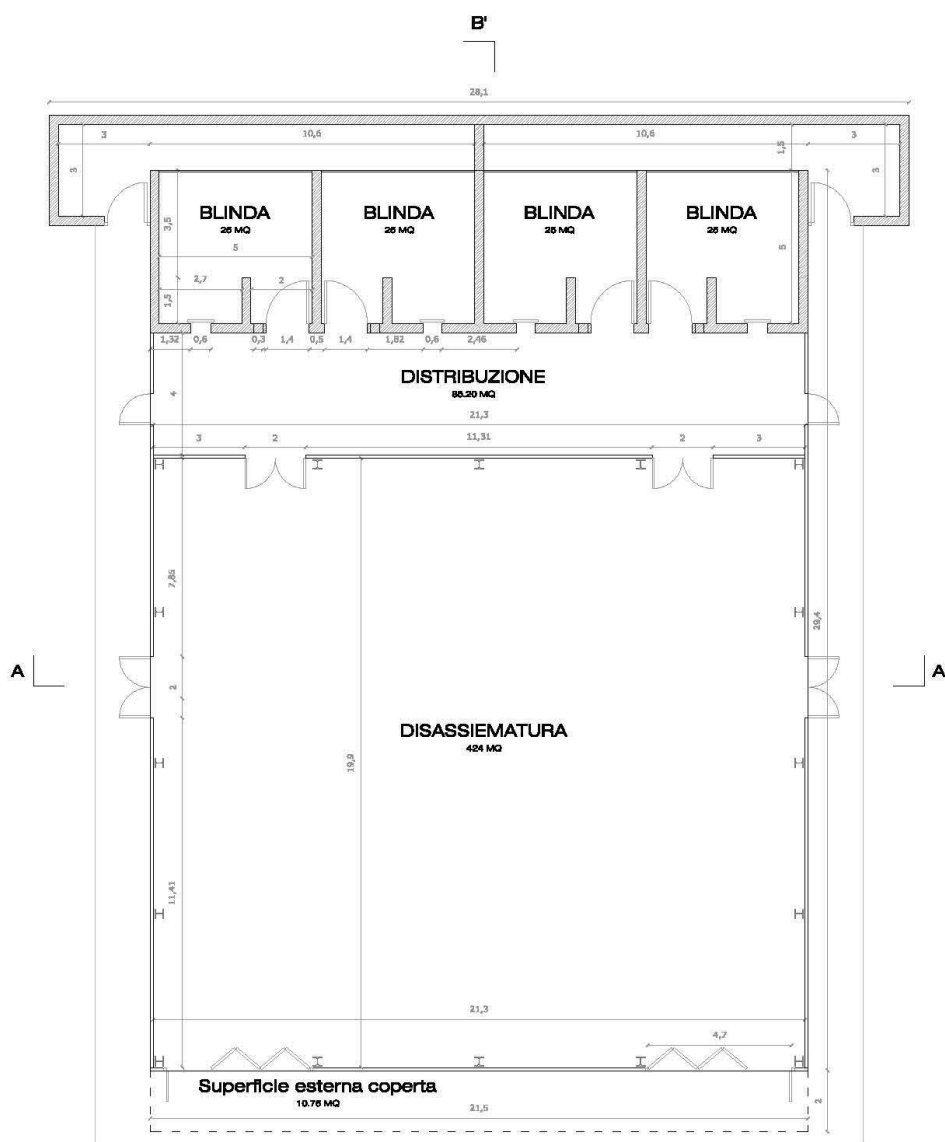 B'
28,1
3 10,6 10,6 3
3 1,5 3
BLINDA BLINDA BLINDA BLINDA
25 MQ 25 MQ 25 MQ 25 MQ
3,5 5 5
2,7 2
1,5
1,32 0,6 0,3 1,4 0,5 1,4 1,82 0,6 2,46
DISTRIBUZIONE
85.20 MQ
4
21,3
3 2 11,31 2 3
7,85
29,4
A A
2
DISASSIEMATURA
424 MQ
19,9
11,41
21,3
4,7
Superficie esterna coperta
10.75 MQ
21,5
2